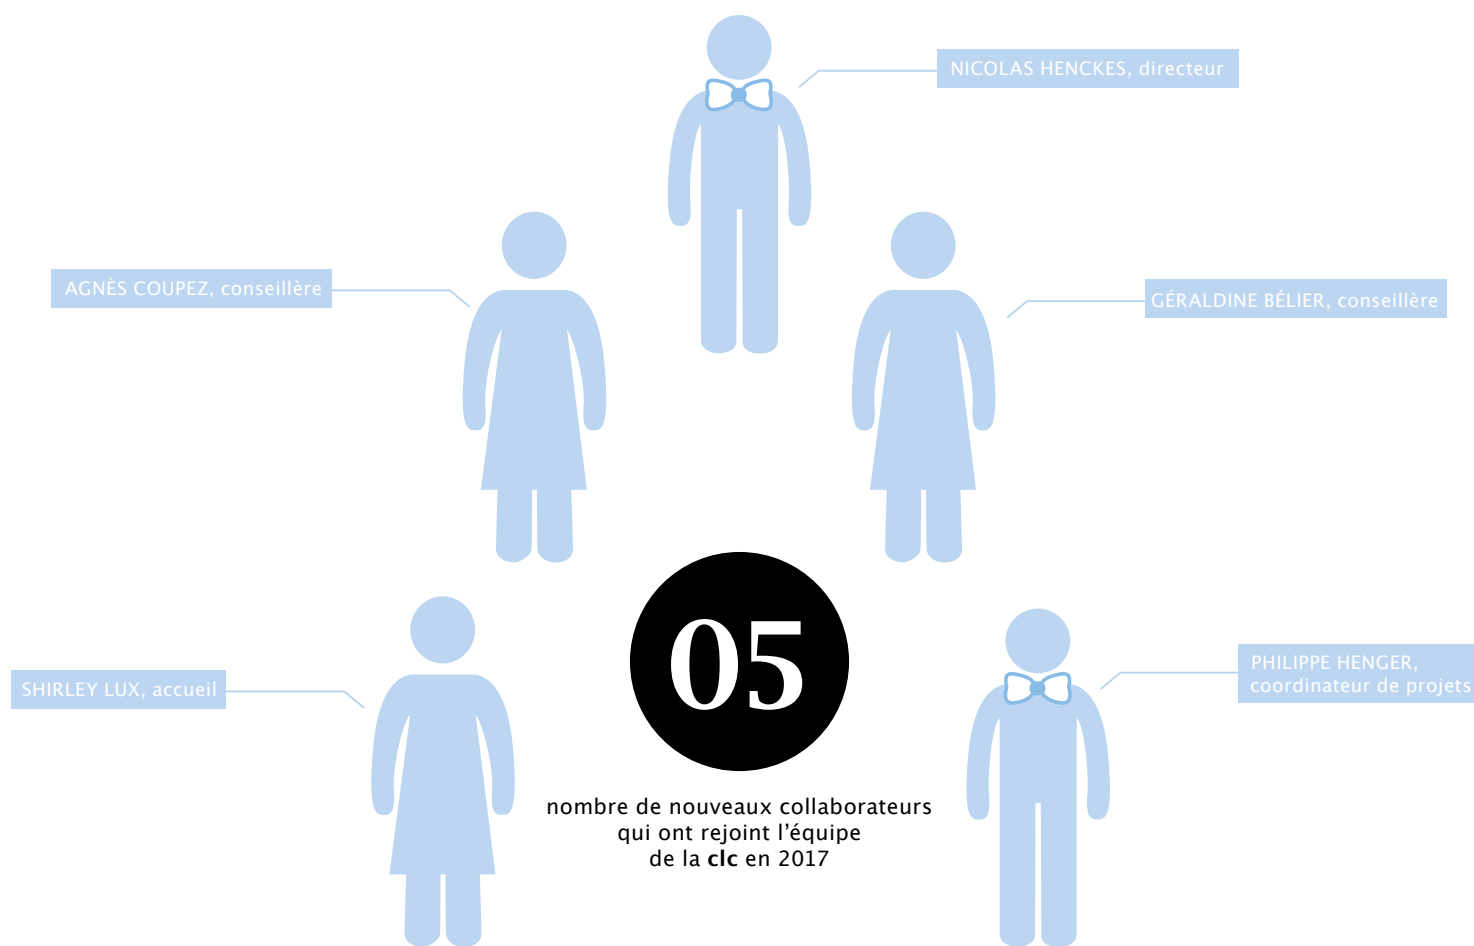 NICOLAS HENCKES, directeur
AGNÈS COUPEZ, conseillère
GÉRALDINE BÉLIER, conseillère
SHIRLEY LUX, accueil
05
PHILIPPE HENGER,
coordinateur de projets
nombre de nouveaux collaborateurs
qui ont rejoint l’équipe
de la clc en 2017